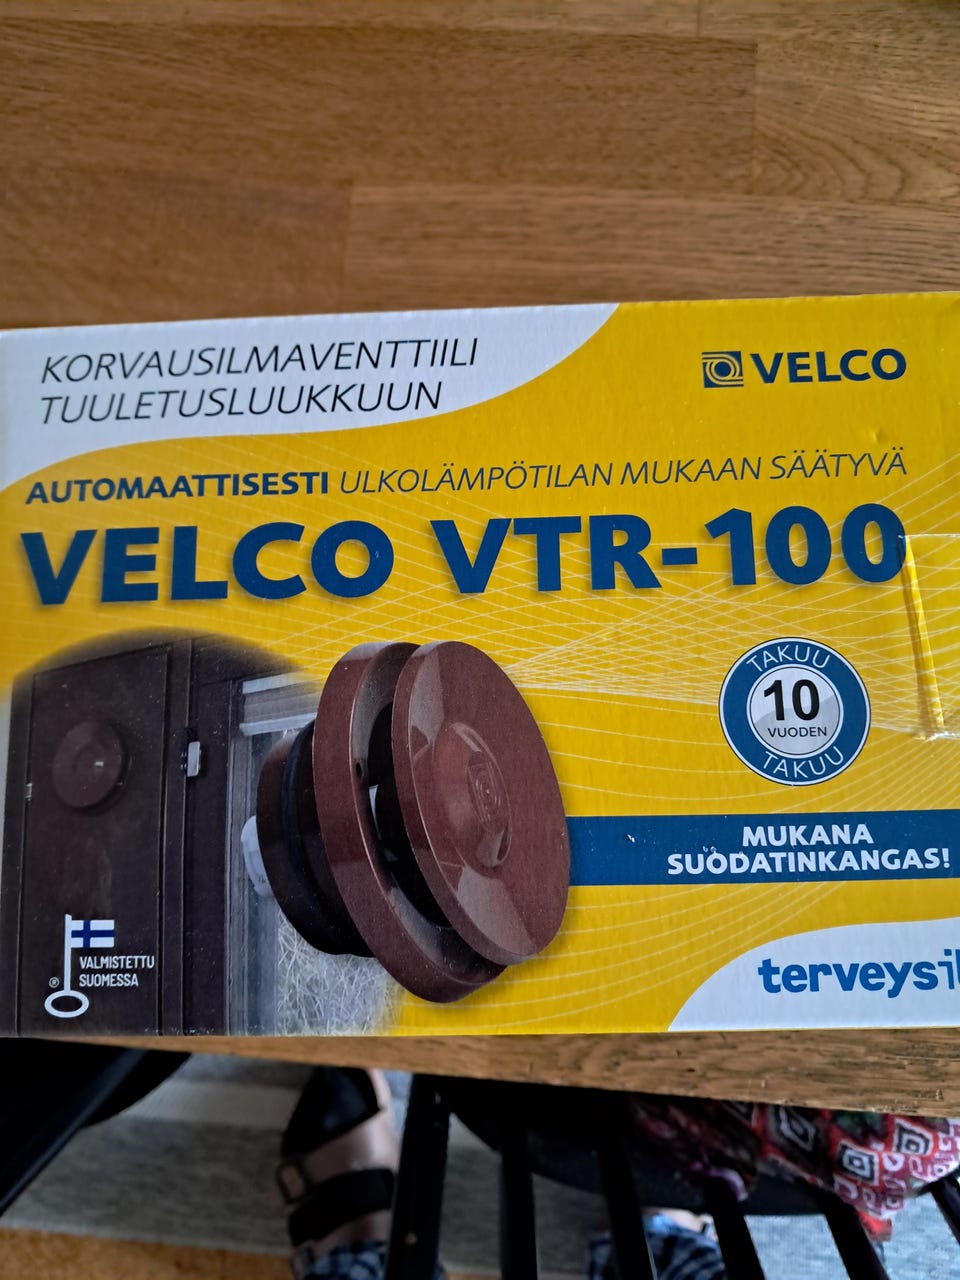 KORVAUSILMAVENTTIILI
TUULETUSLUUKKUUN
VELCO
AUTOMAATTISESTI ULKOLÄMPÖTILAN MUKAAN SÄÄTYVÄ
VELCO VTR-100
TAKUU
10
VUODEN
TAKUU
MUKANA
SUODATINKANGAS!
VALMISTETTU
SUOMESSA
®